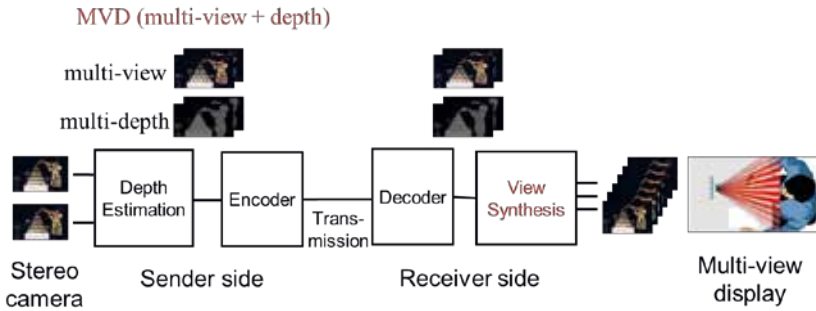 MVD (multi-view + depth)
multi-view
multi-depth
Depth
Estimation
Encoder
Trans-
mission
Decoder
View
Synthesis
Stereo
camera
Sender side
Receiver side
Multi-view
display